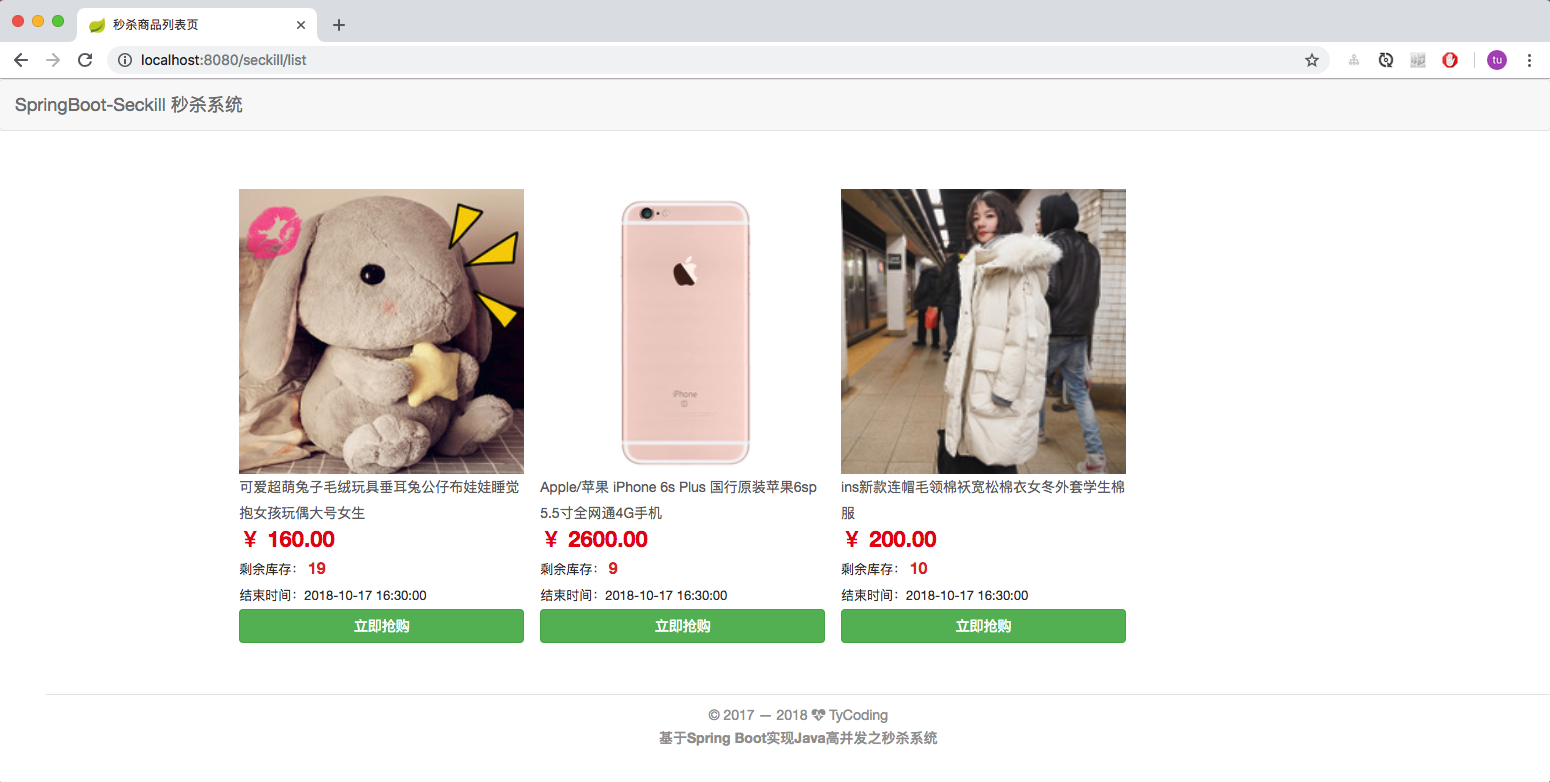 秒杀商品列表页
localhost:8080/seckill/list
tu
SpringBoot-Seckill 秒杀系统
iPhone
可爱超萌兔子毛绒玩具垂耳兔公仔布娃娃睡觉
抱女孩玩偶大号女生
¥ 160.00
剩余库存： 19
结束时间：2018-10-17 16:30:00
立即抢购
Apple/苹果 iPhone 6s Plus 国行原装苹果6sp
5.5寸全网通4G手机
¥ 2600.00
剩余库存： 9
结束时间：2018-10-17 16:30:00
立即抢购
ins新款连帽毛领棉袄宽松棉衣女冬外套学生棉
服
¥ 200.00
剩余库存： 10
结束时间：2018-10-17 16:30:00
立即抢购
© 2017 — 2018 TyCoding
基于Spring Boot实现Java高并发之秒杀系统